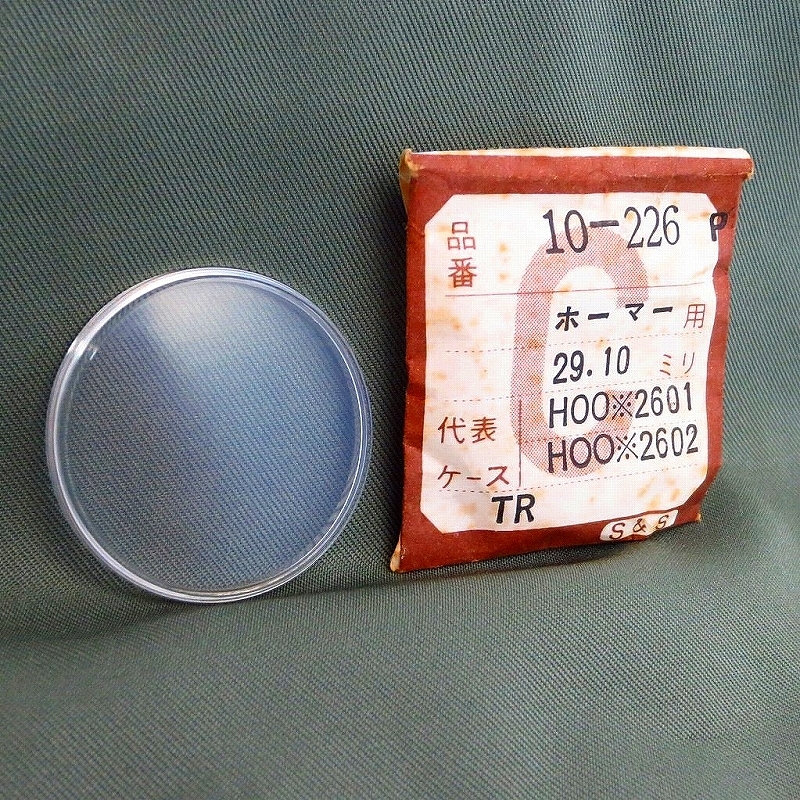 品番 10-226 P
ホーマー用
29.10 ミリ
代表ケース
HOO※2601
HOO※2602
TR
S & S
C